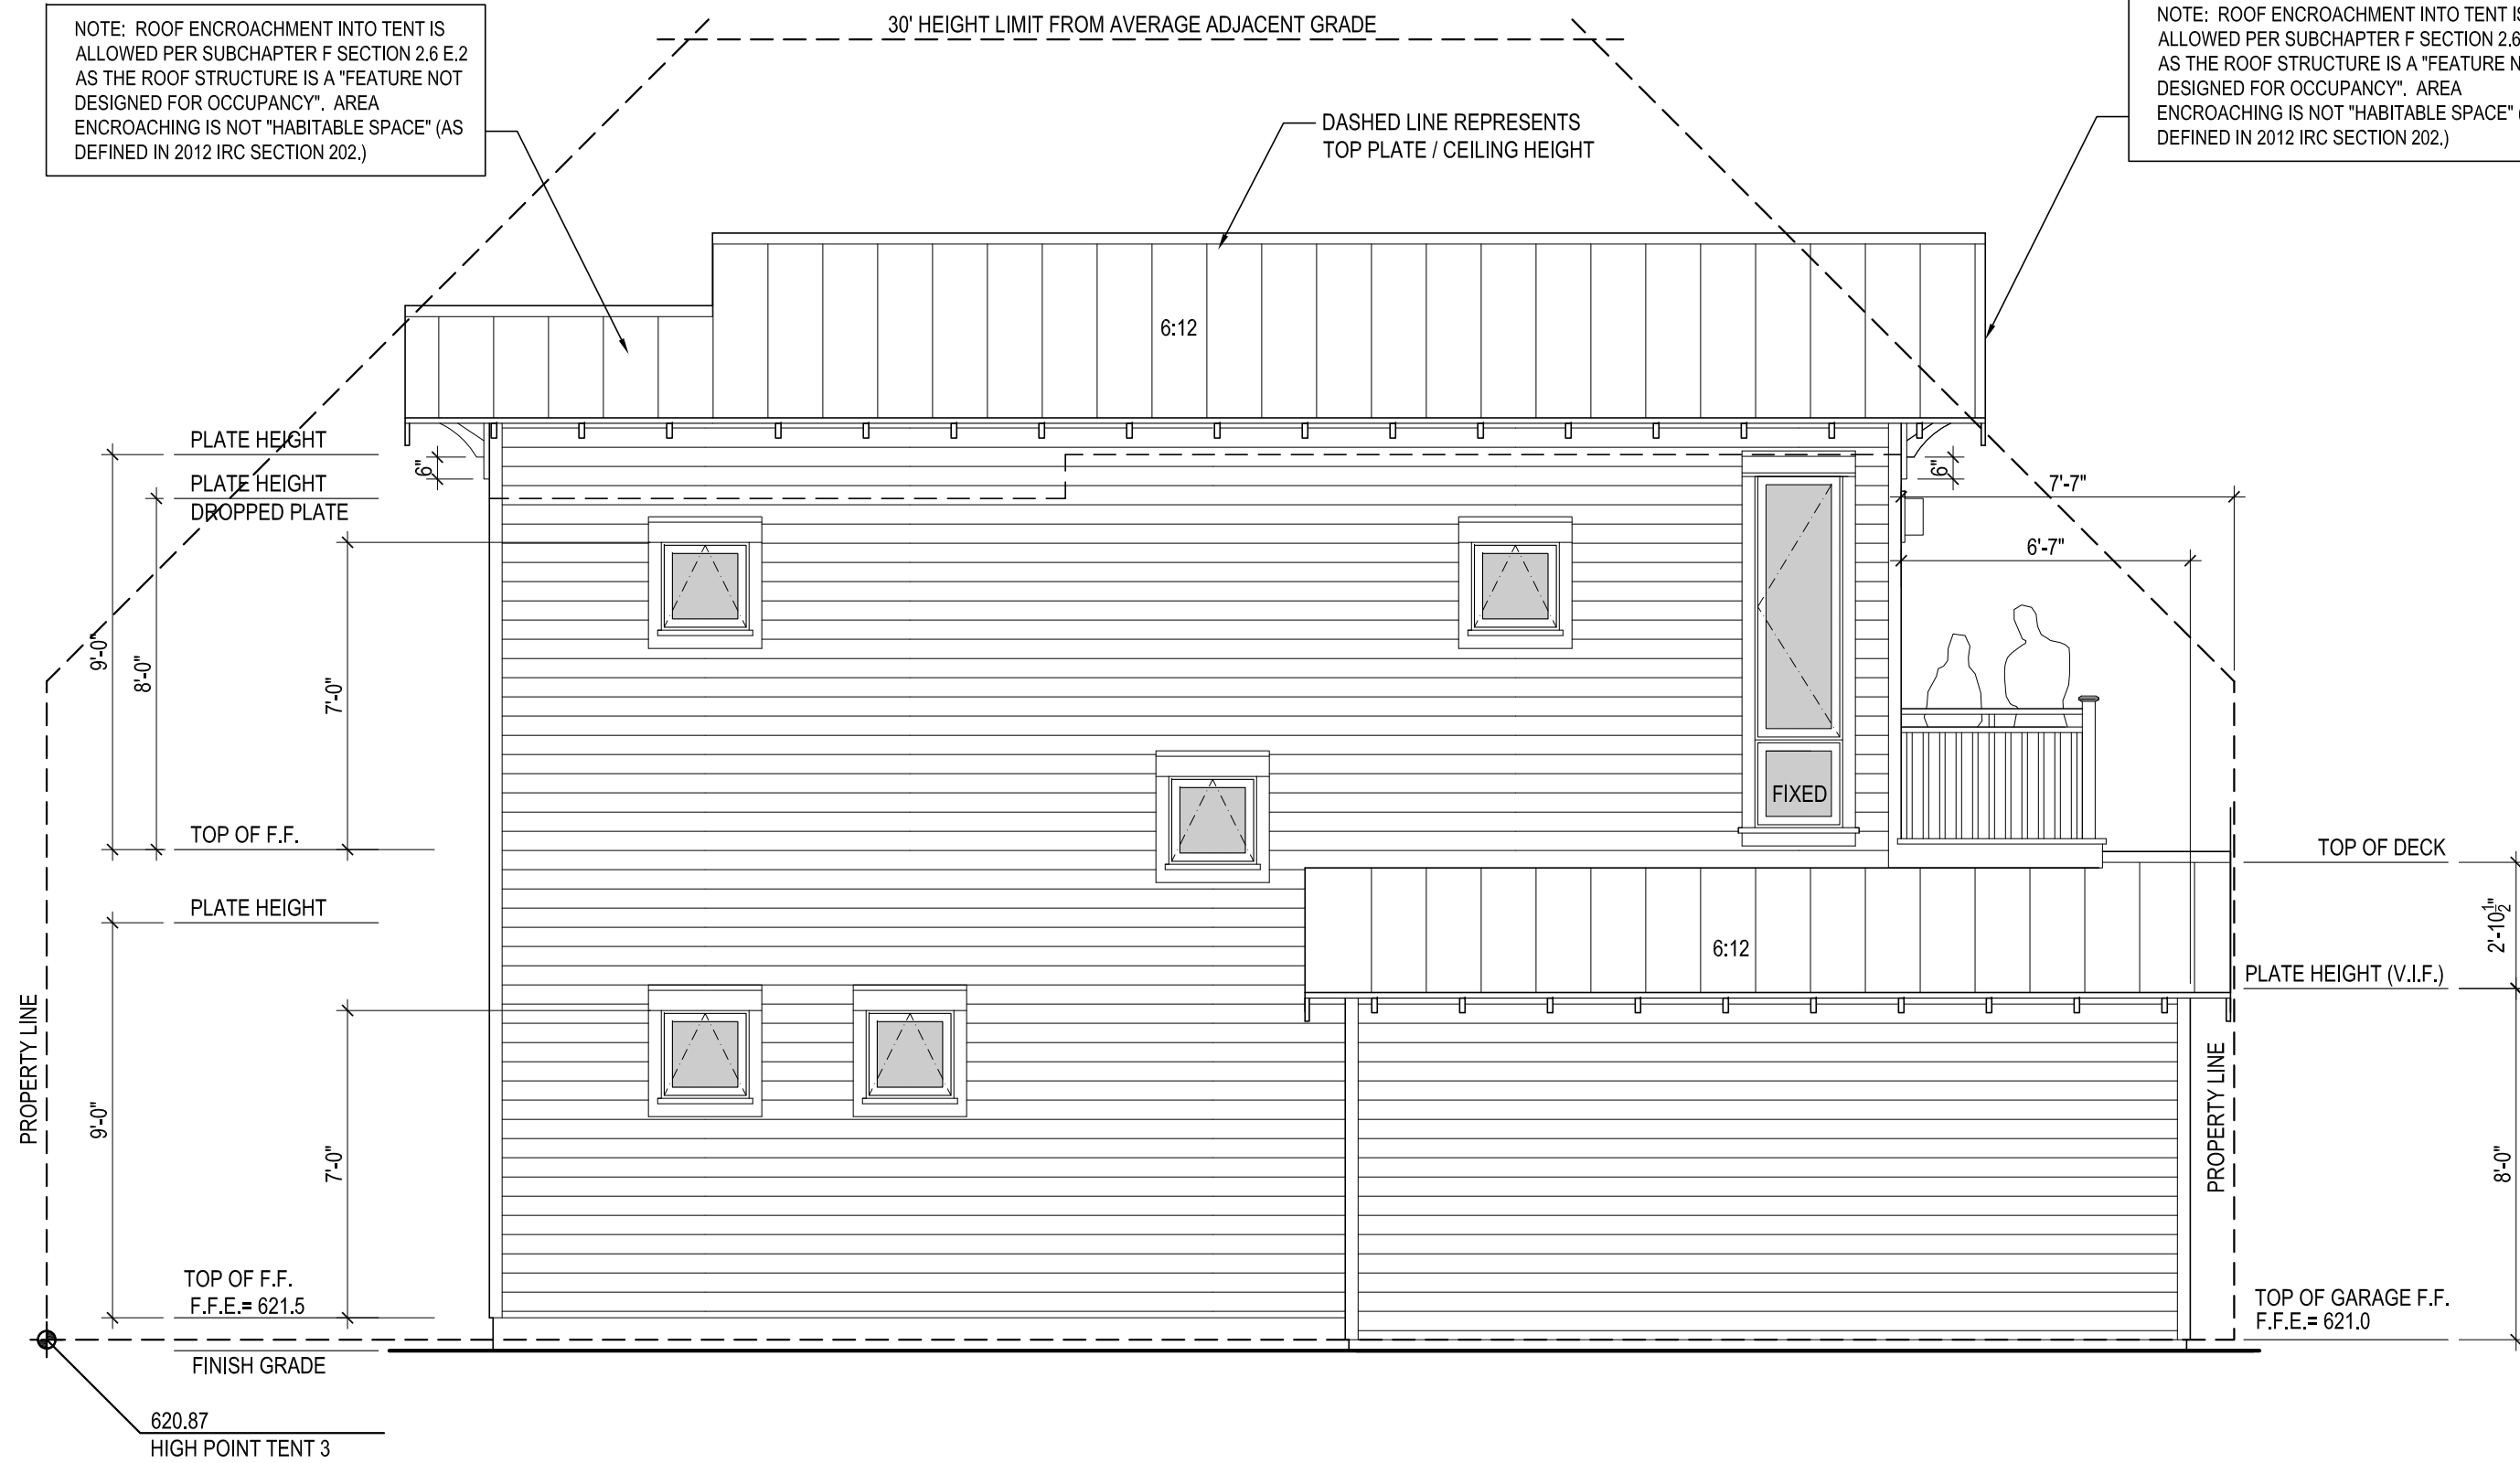 NOTE: ROOF ENCROACHMENT INTO TENT IS
ALLOWED PER SUBCHAPTER F SECTION 2.6 E.2
AS THE ROOF STRUCTURE IS A "FEATURE NOT
DESIGNED FOR OCCUPANCY". AREA
ENCROACHING IS NOT "HABITABLE SPACE" (AS
DEFINED IN 2012 IRC SECTION 202.)
30' HEIGHT LIMIT FROM AVERAGE ADJACENT GRADE
NOTE: ROOF ENCROACHMENT INTO TENT IS
ALLOWED PER SUBCHAPTER F SECTION 2.6
AS THE ROOF STRUCTURE IS A "FEATURE N
DESIGNED FOR OCCUPANCY". AREA
ENCROACHING IS NOT "HABITABLE SPACE" (
DEFINED IN 2012 IRC SECTION 202.)
DASHED LINE REPRESENTS
TOP PLATE / CEILING HEIGHT
6:12
PLATE HEIGHT
6"
6"
PLATE HEIGHT
DROPPED PLATE
7'-7"
6'-7"
9'-0"
8'-0"
7'-0"
FIXED
TOP OF F.F.
TOP OF DECK
PLATE HEIGHT
2'-10½"
6:12
PLATE HEIGHT (V.I.F.)
PROPERTY LINE
9'-0"
7'-0"
PROPERTY LINE
8'-0"
TOP OF F.F.
F.F.E.= 621.5
TOP OF GARAGE F.F.
F.F.E.= 621.0
FINISH GRADE
620.87
HIGH POINT TENT 3